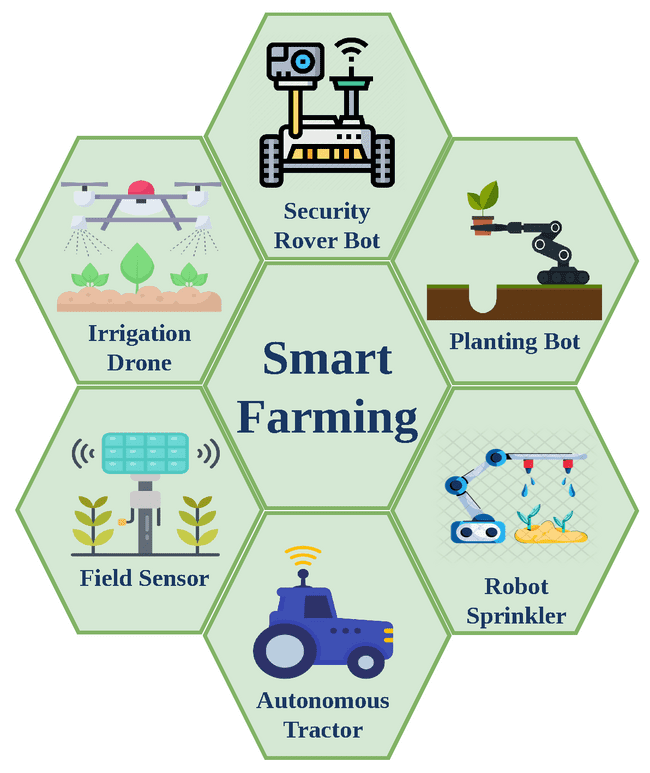 Security
Rover Bot
Irrigation
Drone
Planting Bot
Smart
Farming
Field Sensor
Robot
Sprinkler
Autonomous
Tractor